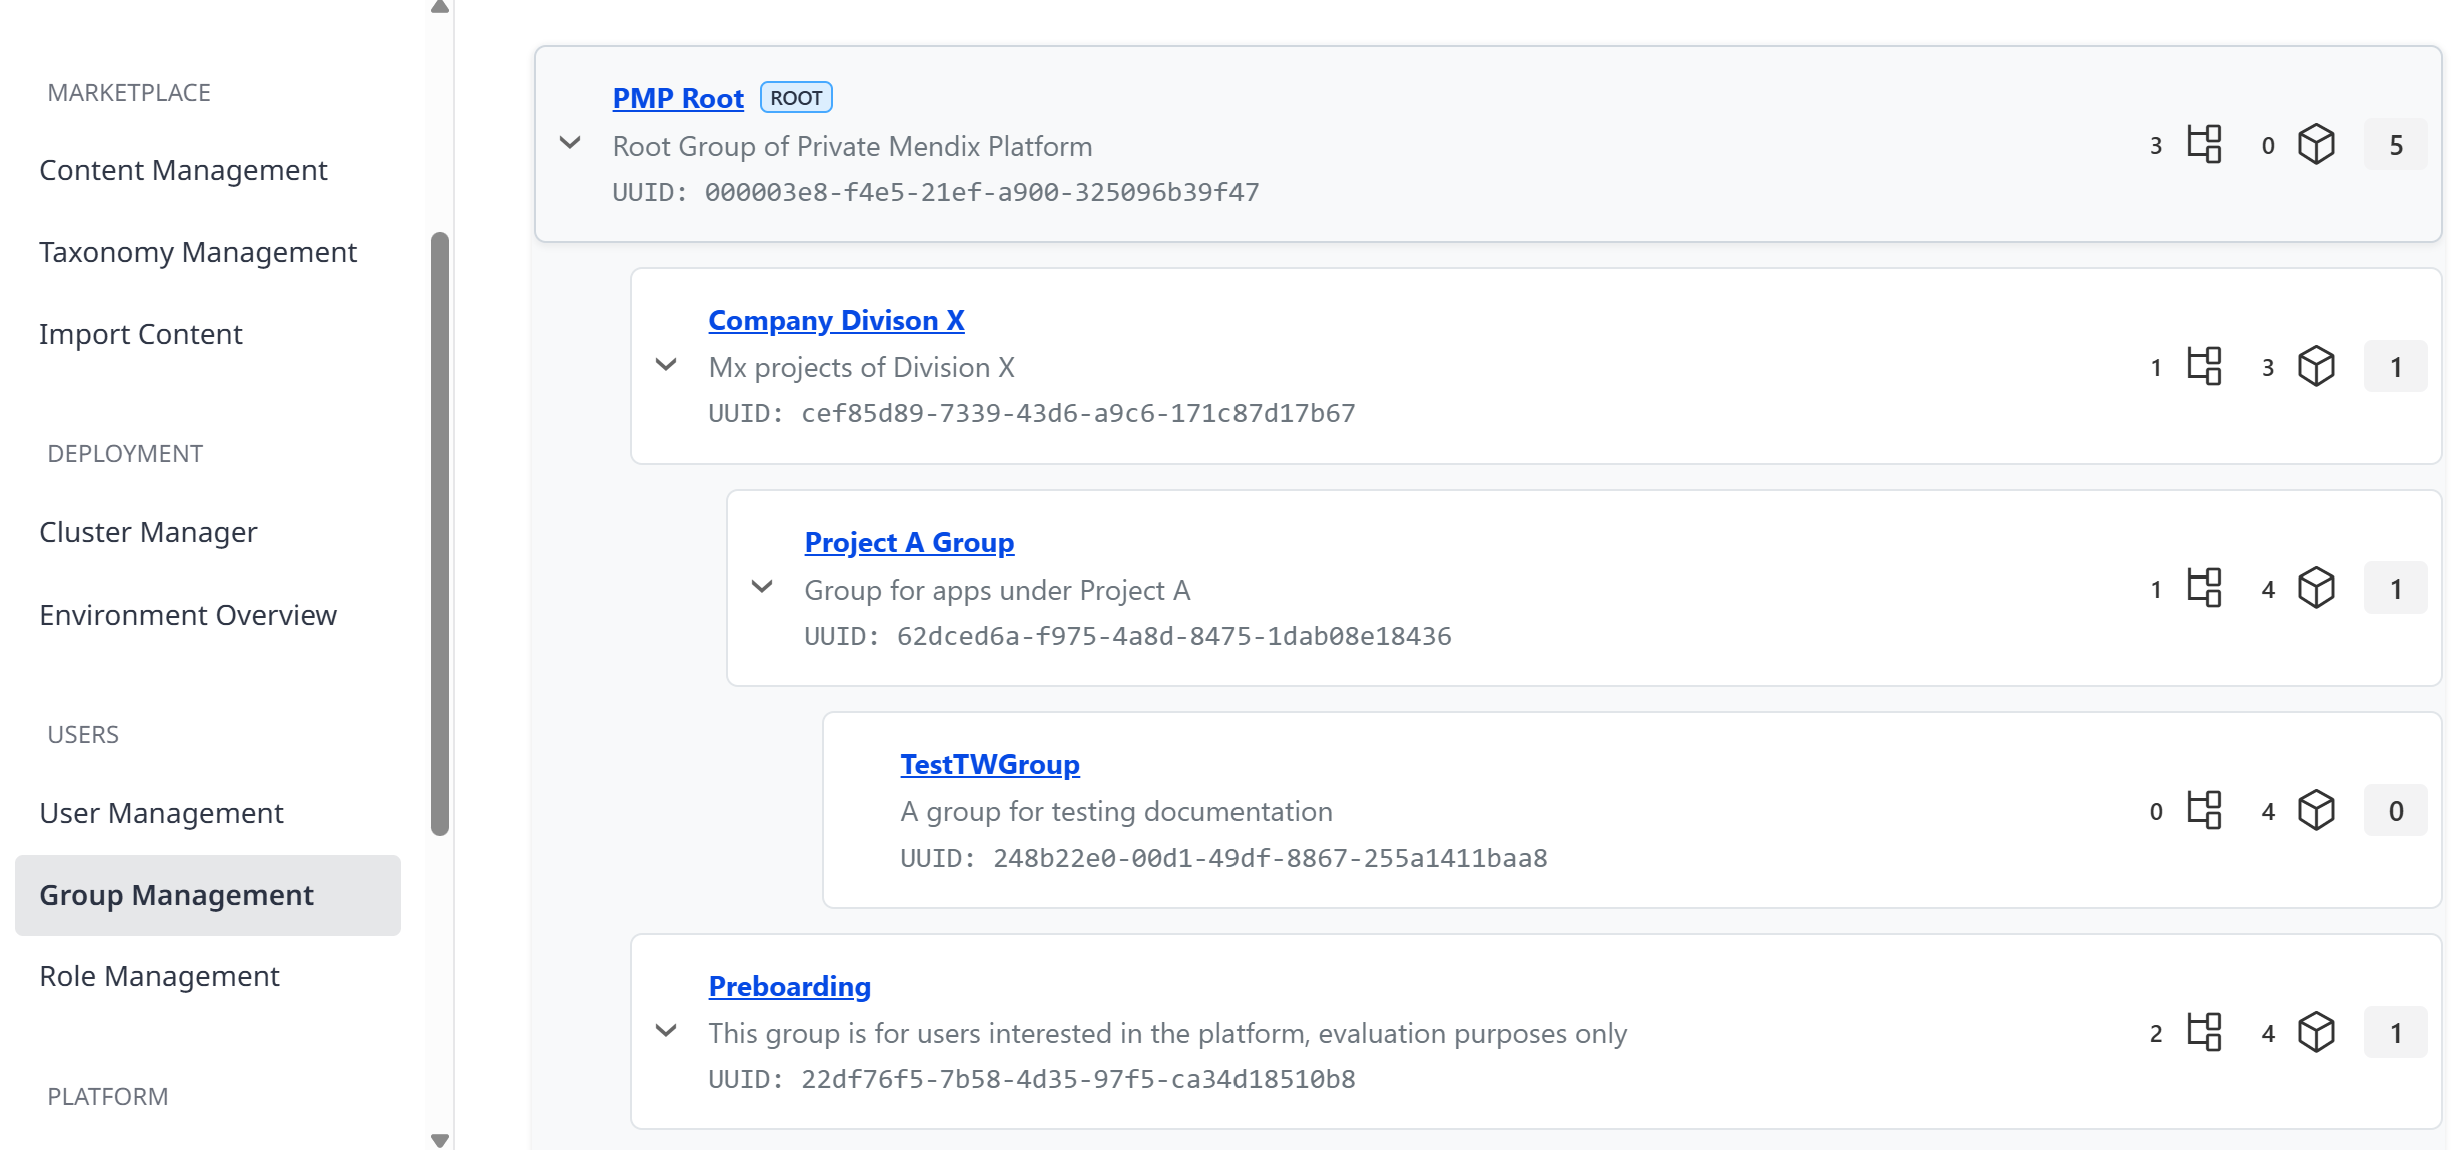 MARKETPLACE
Content Management
Taxonomy Management
Import Content
DEPLOYMENT
Cluster Manager
Environment Overview
USERS
User Management
Group Management
Role Management
PLATFORM
PMP Root ROOT
Root Group of Private Mendix Platform
UUID: 000003e8-f4e5-21ef-a900-325096b39f47
3 0 5
Company Divison X
Mx projects of Division X
UUID: cef85d89-7339-43d6-a9c6-171c87d17b67
1 3 1
Project A Group
Group for apps under Project A
UUID: 62dced6a-f975-4a8d-8475-1dab08e18436
1 4 1
TestTWGroup
A group for testing documentation
UUID: 248b22e0-00d1-49df-8867-255a1411baa8
0 4 0
Preboarding
This group is for users interested in the platform, evaluation purposes only
UUID: 22df76f5-7b58-4d35-97f5-ca34d18510b8
2 4 1